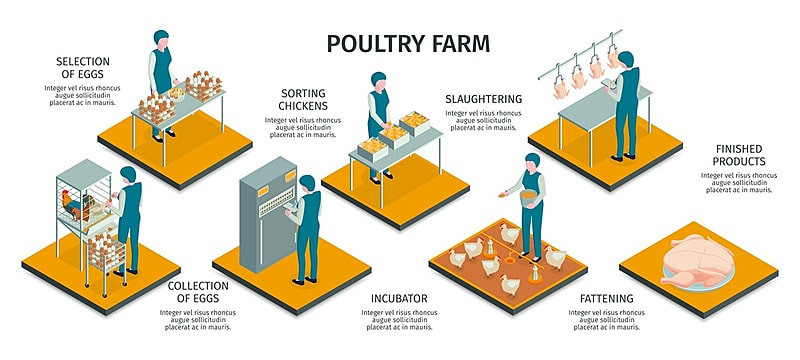 POULTRY FARM
SELECTION
OF EGGS
Integer vel risus rhoncus
augue sollicitudin
placerat ac in mauris.
SORTING
CHICKENS
Integer vel risus rhoncus
augue sollicitudin
placerat ac in mauris.
SLAUGHTERING
Integer vel risus rhoncus
augue sollicitudin
placerat ac in mauris.
FINISHED
PRODUCTS
Integer vel risus rhoncus
augue sollicitudin
placerat ac in mauris.
COLLECTION
OF EGGS
Integer vel risus rhoncus
augue sollicitudin
placerat ac in mauris.
INCUBATOR
Integer vel risus rhoncus
augue sollicitudin
placerat ac in mauris.
FATTENING
Integer vel risus rhoncus
augue sollicitudin
placerat ac in mauris.